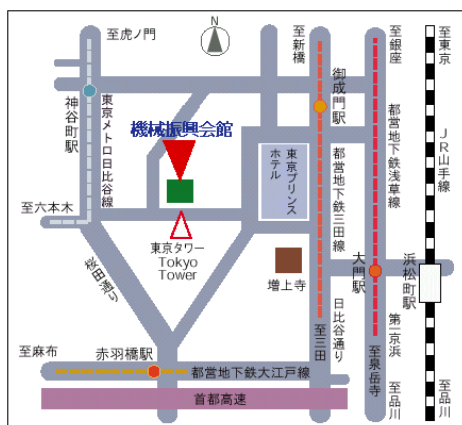 至虎ノ門
N
至新橋
至銀座
至東京
神谷町駅
東京メトロ日比谷線
機械振興会館
御成門駅
都営地下鉄三田線
都営地下鉄浅草線
JR山手線
東京プリンス
ホテル
至六本木
東京タワー
Tokyo
Tower
桜田通り
増上寺
大門駅
浜松町駅
日比谷通り
第一京浜
至三田
至泉岳寺
至品川
至品川
至麻布
赤羽橋駅
都営地下鉄大江戸線
首都高速